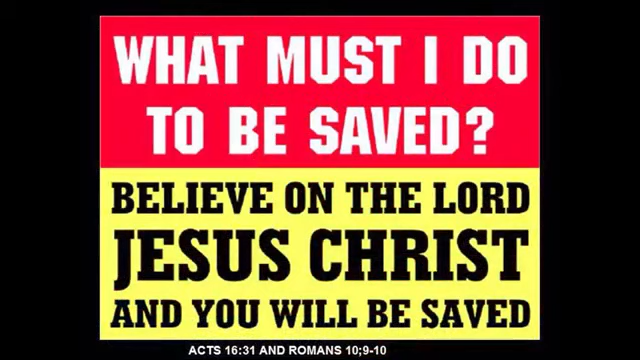 WHAT MUST I DO
TO BE SAVED?
BELIEVE ON THE LORD
JESUS CHRIST
AND YOU WILL BE SAVED
ACTS 16:31 AND ROMANS 10;9-10